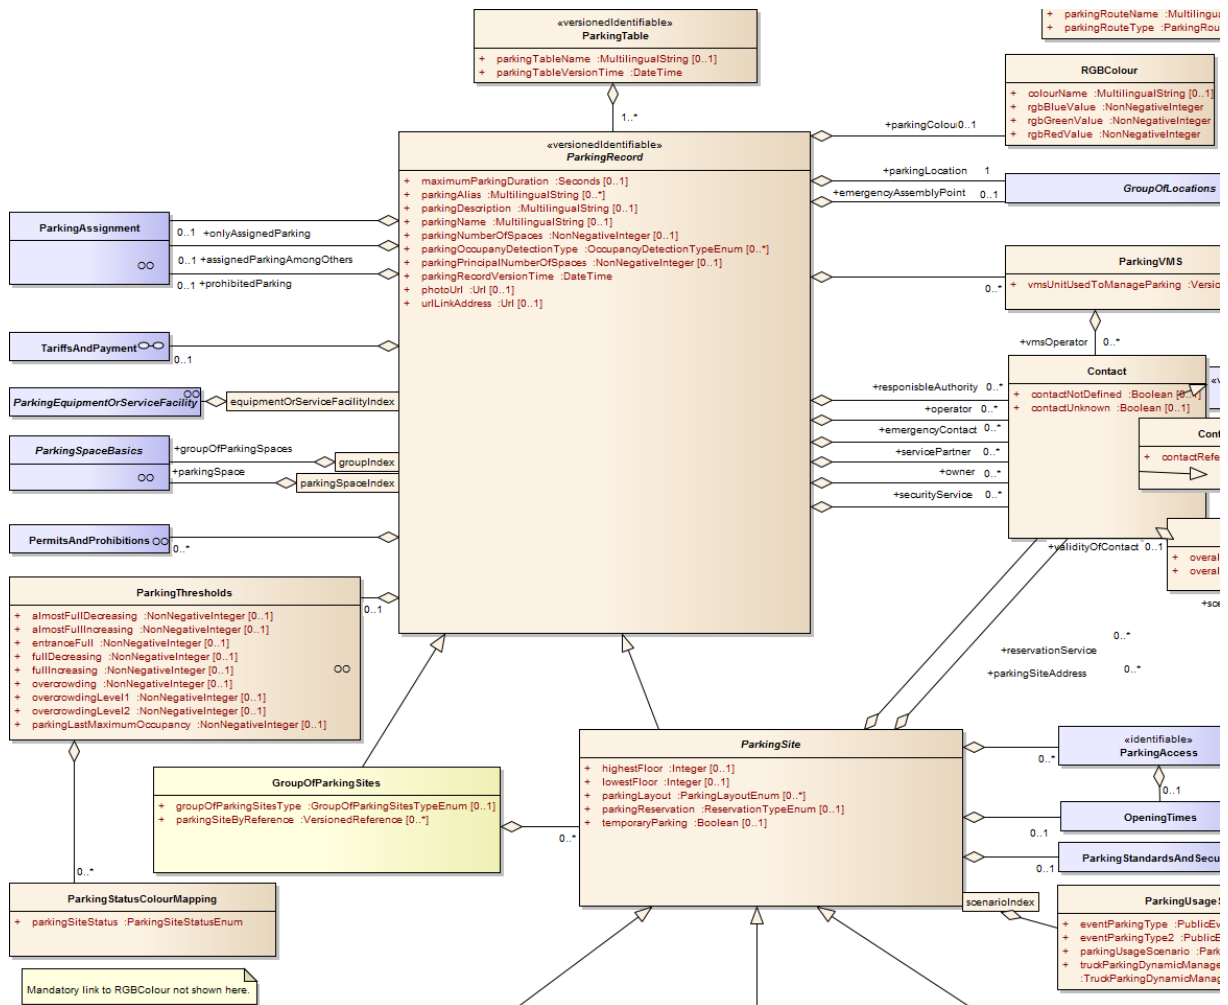 «versionedIdentifiable»
ParkingTable
+ parkingTableName :MultilingualString [0..1]
+ parkingTableVersionTime :DateTime
1..*
+ parkingRouteName :Multilingua
+ parkingRouteType :ParkingRou
RGBColour
+ colourName :MultilingualString [0..1]
+ rgbBlueValue :NonNegativeInteger
+ rgbGreenValue :NonNegativeInteger
+ rgbRedValue :NonNegativeInteger
«versionedIdentifiable»
ParkingRecord
+ maximumParkingDuration :Seconds [0..1]
+ parkingAlias :MultilingualString [0..*]
+ parkingDescription :MultilingualString [0..1]
+ parkingName :MultilingualString [0..1]
+ parkingNumberOfSpaces :NonNegativeInteger [0..1]
+ parkingOccupanyDetectionType :OccupancyDetectionTypeEnum [0..*]
+ parkingPrincipalNumberOfSpaces :NonNegativeInteger [0..1]
+ parkingRecordVersionTime :DateTime
+ photoUrl :Url [0..1]
+ urlLinkAddress :Url [0..1]
+parkingColou 0..1
+parkingLocation 1
+emergencyAssemblyPoint 0..1
GroupOfLocations
ParkingAssignment
0..1 +onlyAssignedParking
0..1 +assignedParkingAmongOthers
0..1 +prohibitedParking
ParkingVMS
+ vmsUnitUsedToManageParking :Versio
0..*
+vmsOperator 0..*
TariffsAndPayment
0..1
ParkingEquipmentOrServiceFacility
equipmentOrServiceFacilityIndex
ParkingSpaceBasics
+groupOfParkingSpaces
groupIndex
+parkingSpace
parkingSpaceIndex
PermitsAndProhibitions
0..*
Contact
+ contactNotDefined :Boolean [0..1]
+ contactUnknown :Boolean [0..1]
+responisbleAuthority 0..*
+operator 0..*
+emergencyContact 0..*
+servicePartner 0..*
+owner 0..*
+securityService 0..*
«v
Cont
+ contactRefe
+validityOfContact 0..1
+ overal
+ overal
+sce
ParkingThresholds
+ almostFullDecreasing :NonNegativeInteger [0..1]
+ almostFullIncreasing :NonNegativeInteger [0..1]
+ entranceFull :NonNegativeInteger [0..1]
+ fullDecreasing :NonNegativeInteger [0..1]
+ fullIncreasing :NonNegativeInteger [0..1]
+ overcrowding :NonNegativeInteger [0..1]
+ overcrowdingLevel1 :NonNegativeInteger [0..1]
+ overcrowdingLevel2 :NonNegativeInteger [0..1]
+ parkingLastMaximumOccupancy :NonNegativeInteger [0..1]
0..1
0..*
+reservationService
+parkingSiteAddress 0..*
GroupOfParkingSites
+ groupOfParkingSitesType :GroupOfParkingSitesTypeEnum [0..1]
+ parkingSiteByReference :VersionedReference [0..*]
0..*
ParkingSite
+ highestFloor :Integer [0..1]
+ lowestFloor :Integer [0..1]
+ parkingLayout :ParkingLayoutEnum [0..*]
+ parkingReservation :ReservationTypeEnum [0..1]
+ temporaryParking :Boolean [0..1]
«identifiable»
ParkingAccess
0..*
0..1
OpeningTimes
0..1
ParkingStandardsAndSecu
0..1
scenarioIndex
ParkingUsageS
+ eventParkingType :PublicEv
+ eventParkingType2 :PublicE
+ parkingUsageScenario :Park
+ truckParkingDynamicManage
:TruckParkingDynamicManag
0..*
ParkingStatusColourMapping
+ parkingSiteStatus :ParkingSiteStatusEnum
Mandatory link to RGBColour not shown here.